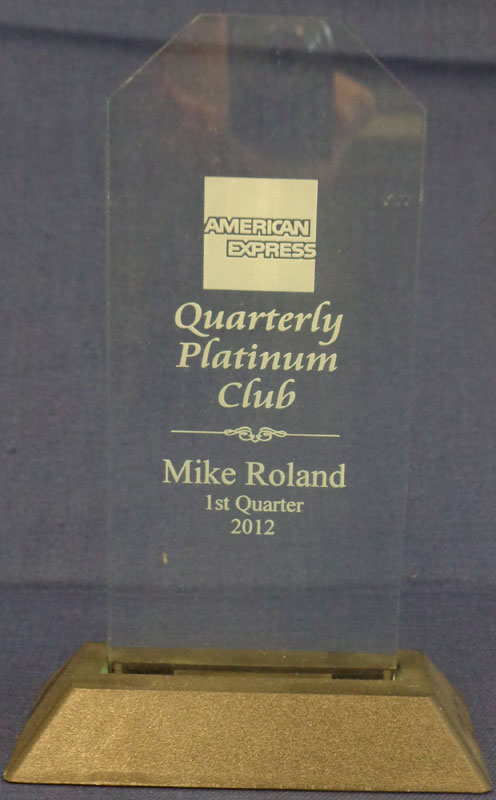 AMERICAN
EXPRESS
Quarterly
Platinum
Club
Mike Roland
1st Quarter
2012